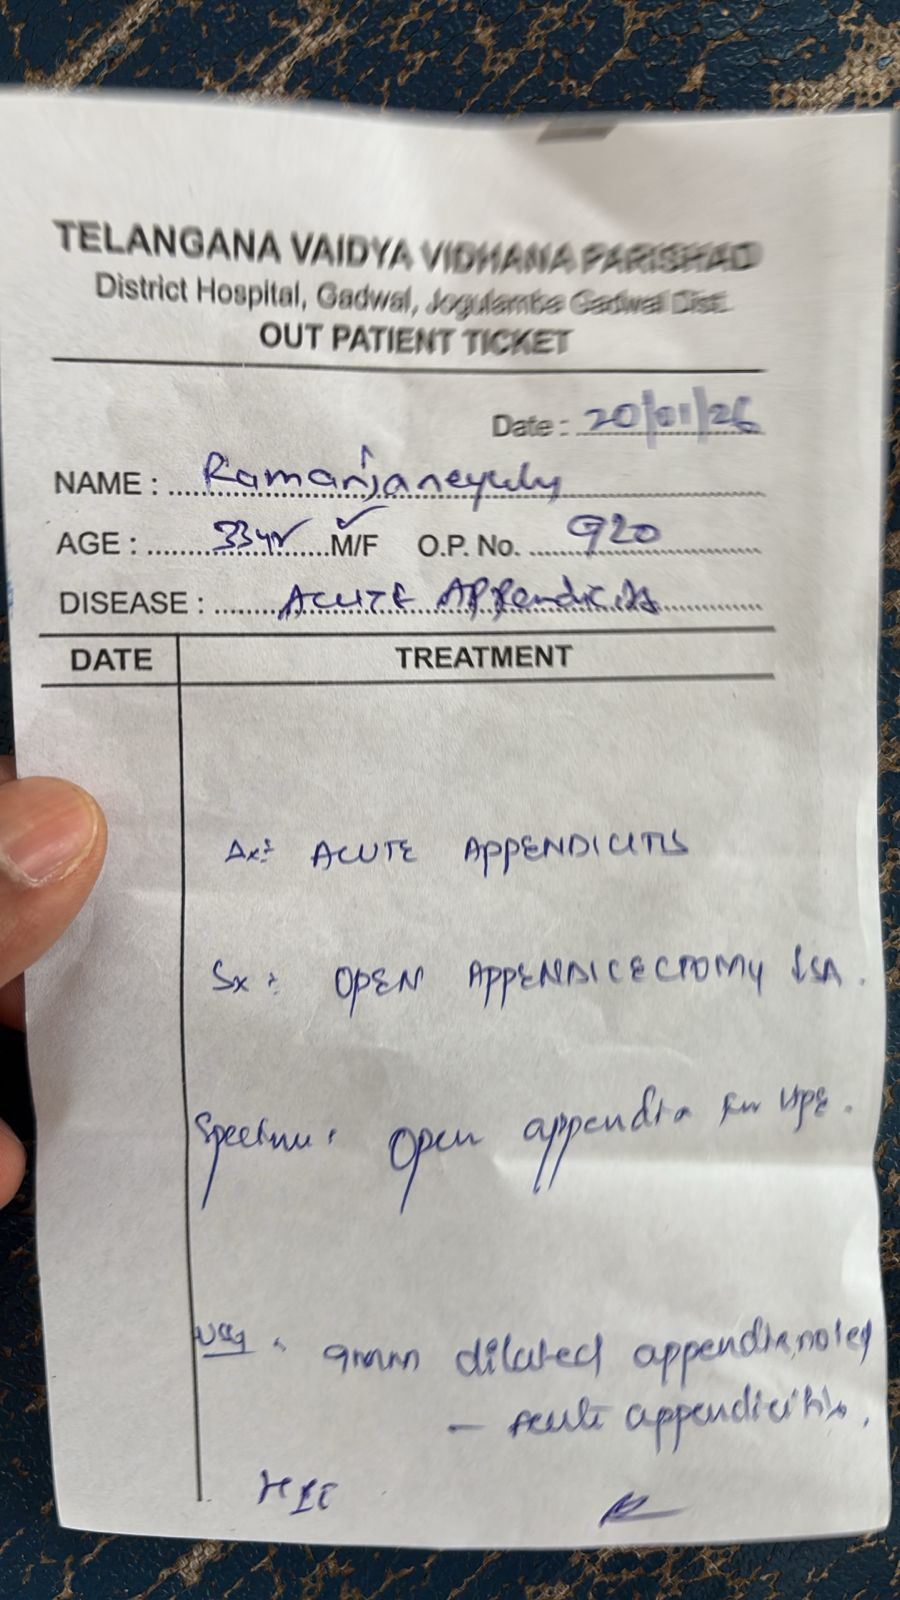 TELANGANA VAIDYA VIDHANA PARISHAD
District Hospital, Gadwal, Jogulamba Gadwal Dist.
OUT PATIENT TICKET
Date : 20/01/26
NAME : Ramanjaneyulu
AGE : 33yr ✓ M/F O.P. No. 920
DISEASE : Acute Appendicitis
DATE TREATMENT
Δx: ACUTE APPENDICITIS
Sx: OPEN APPENDICECTOMY SA.
Specimen: Open appendix for HPE.
USG: 9mm dilated appendix noted
– Acute appendicitis.